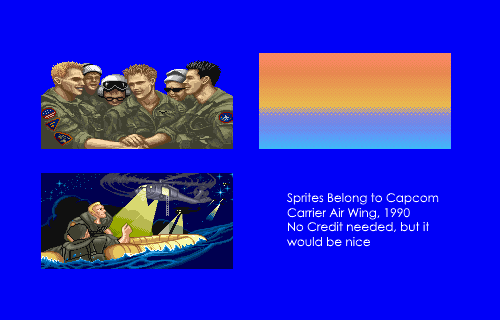 Sprites Belong to Capcom
Carrier Air Wing, 1990
No Credit needed, but it
would be nice